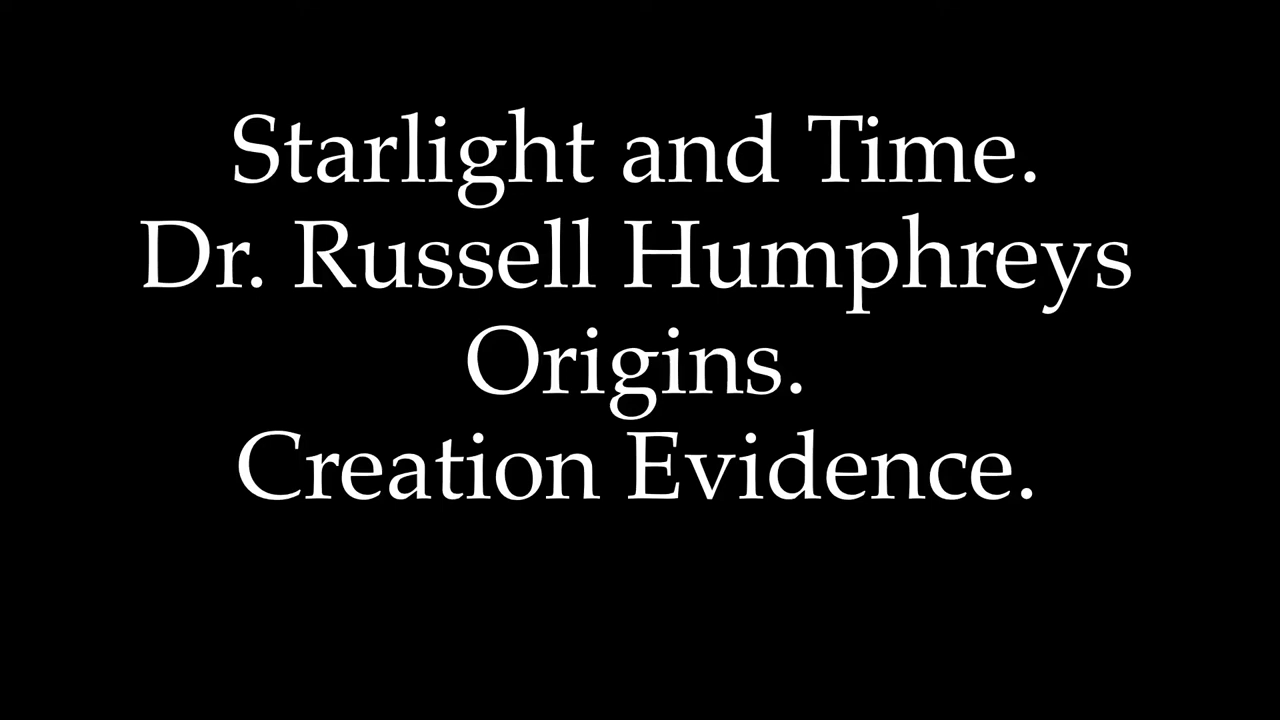 Starlight and Time.
Dr. Russell Humphreys
Origins.
Creation Evidence.